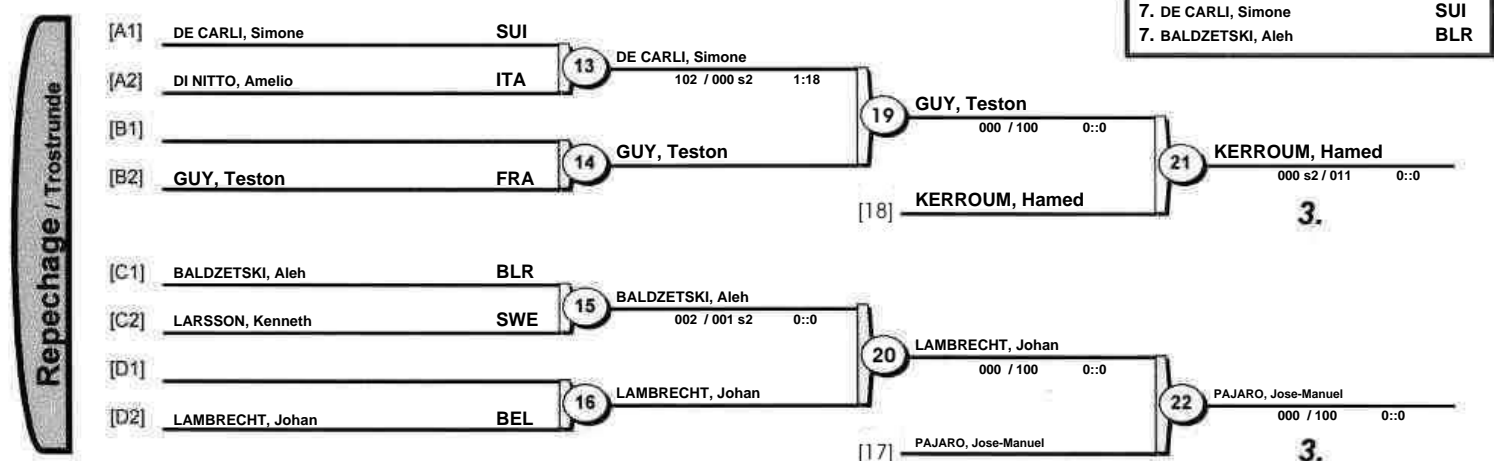 7. DE CARLI, Simone SUI
7. BALDZETSKI, Aleh BLR
Repechage / Trostrunde
[A1] DE CARLI, Simone SUI
13 DE CARLI, Simone
102 / 000 s2 1:18
[A2] DI NITTO, Amelio ITA
19 GUY, Teston
000 / 100 0::0
[B1]
14 GUY, Teston
[B2] GUY, Teston FRA
21 KERROUM, Hamed
000 s2 / 011 0::0
[18] KERROUM, Hamed
3.
[C1] BALDZETSKI, Aleh BLR
15 BALDZETSKI, Aleh
002 / 001 s2 0::0
[C2] LARSSON, Kenneth SWE
20 LAMBRECHT, Johan
000 / 100 0::0
[D1]
16 LAMBRECHT, Johan
[D2] LAMBRECHT, Johan BEL
22 PAJARO, Jose-Manuel
000 / 100 0::0
[17] PAJARO, Jose-Manuel
3.